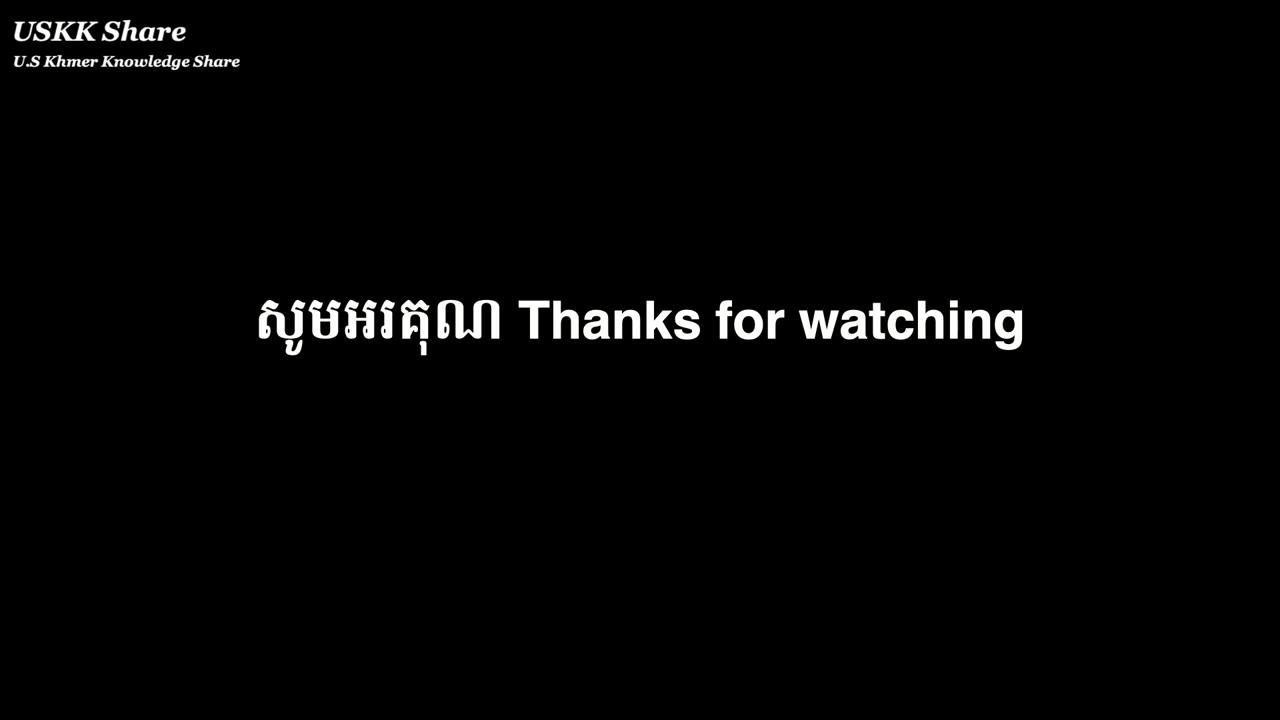 USKK Share
U.S Khmer Knowledge Share
សូមអរគុណ Thanks for watching